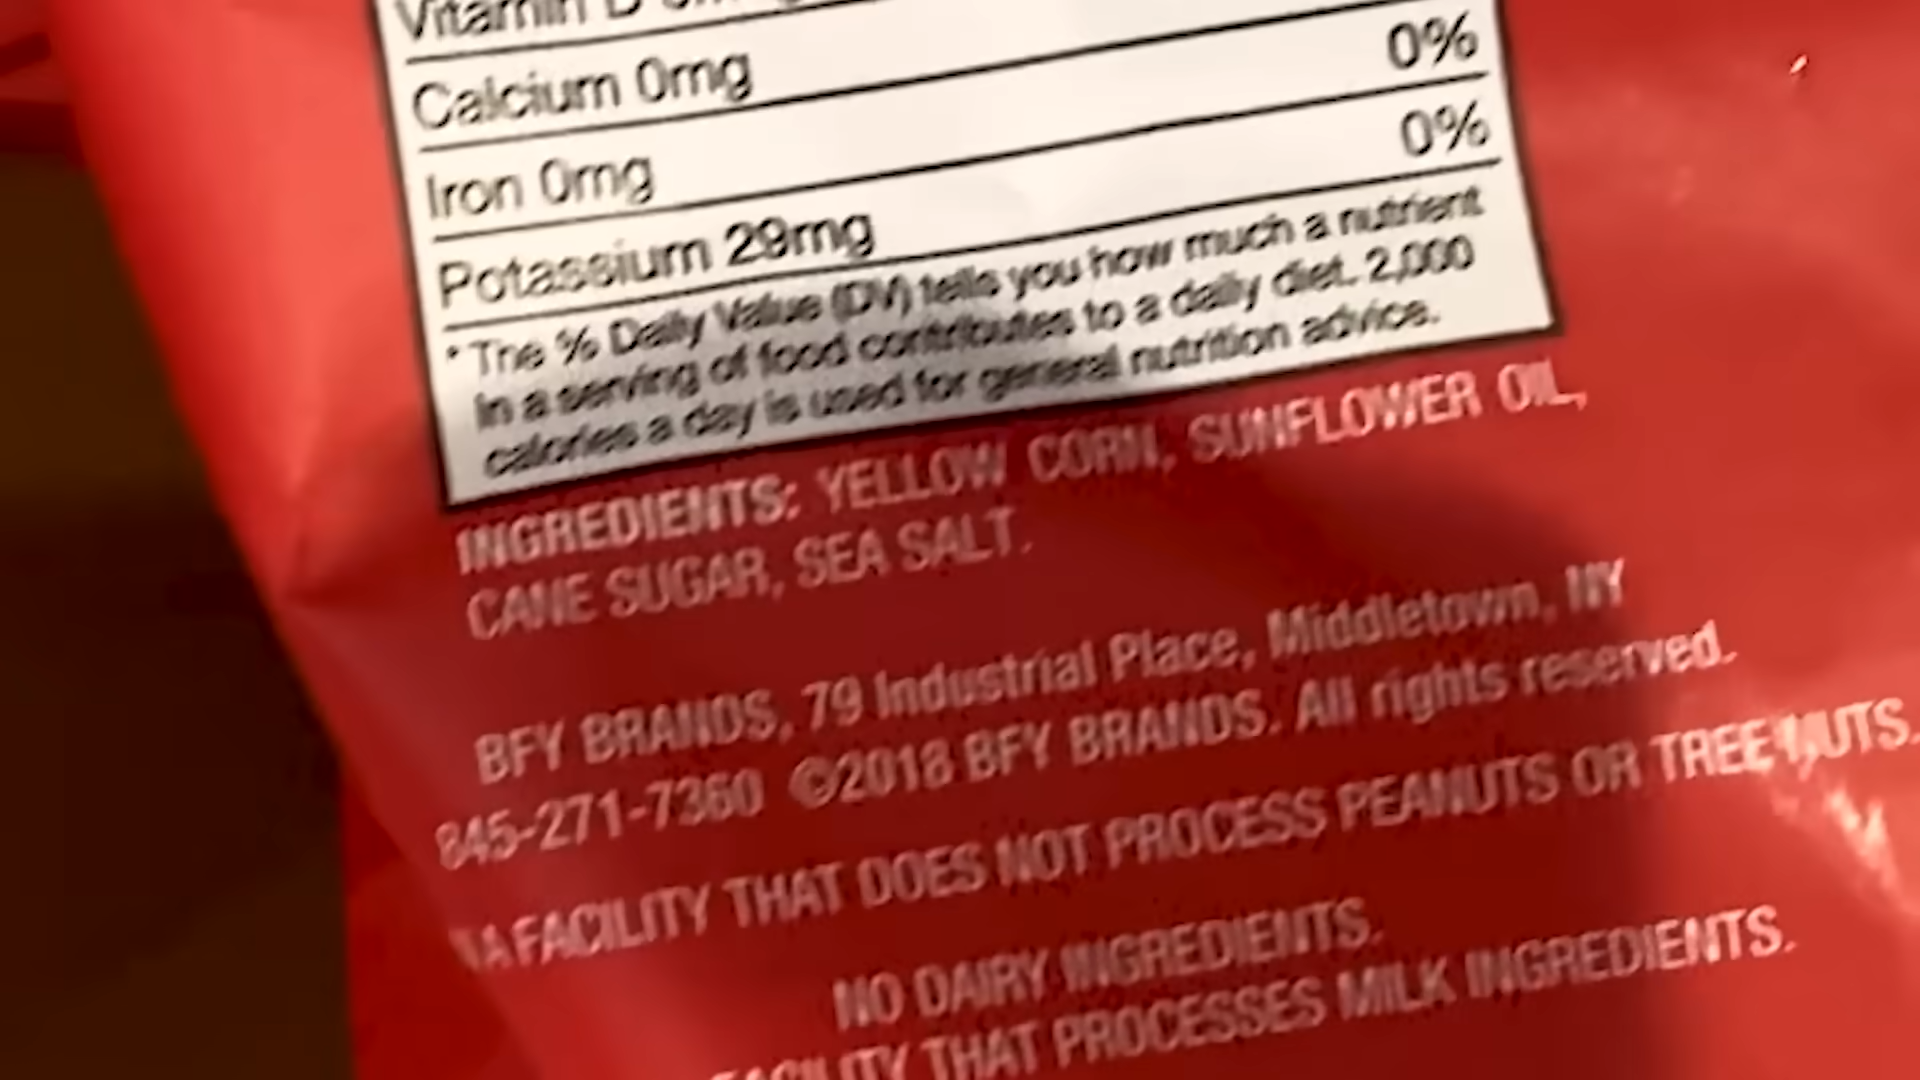 Vitamin D
Calcium 0mg 0%
Iron 0mg 0%
Potassium 29mg
* The % Daily Value (DV) tells you how much a nutrient
in a serving of food contributes to a daily diet. 2,000
calories a day is used for general nutrition advice.
INGREDIENTS: YELLOW CORN, SUNFLOWER OIL,
CANE SUGAR, SEA SALT.
BFY BRANDS, 79 Industrial Place, Middletown, NY
845-271-7360 ©2018 BFY BRANDS. All rights reserved.
A FACILITY THAT DOES NOT PROCESS PEANUTS OR TREE NUTS.
NO DAIRY INGREDIENTS.
FACILITY THAT PROCESSES MILK INGREDIENTS.